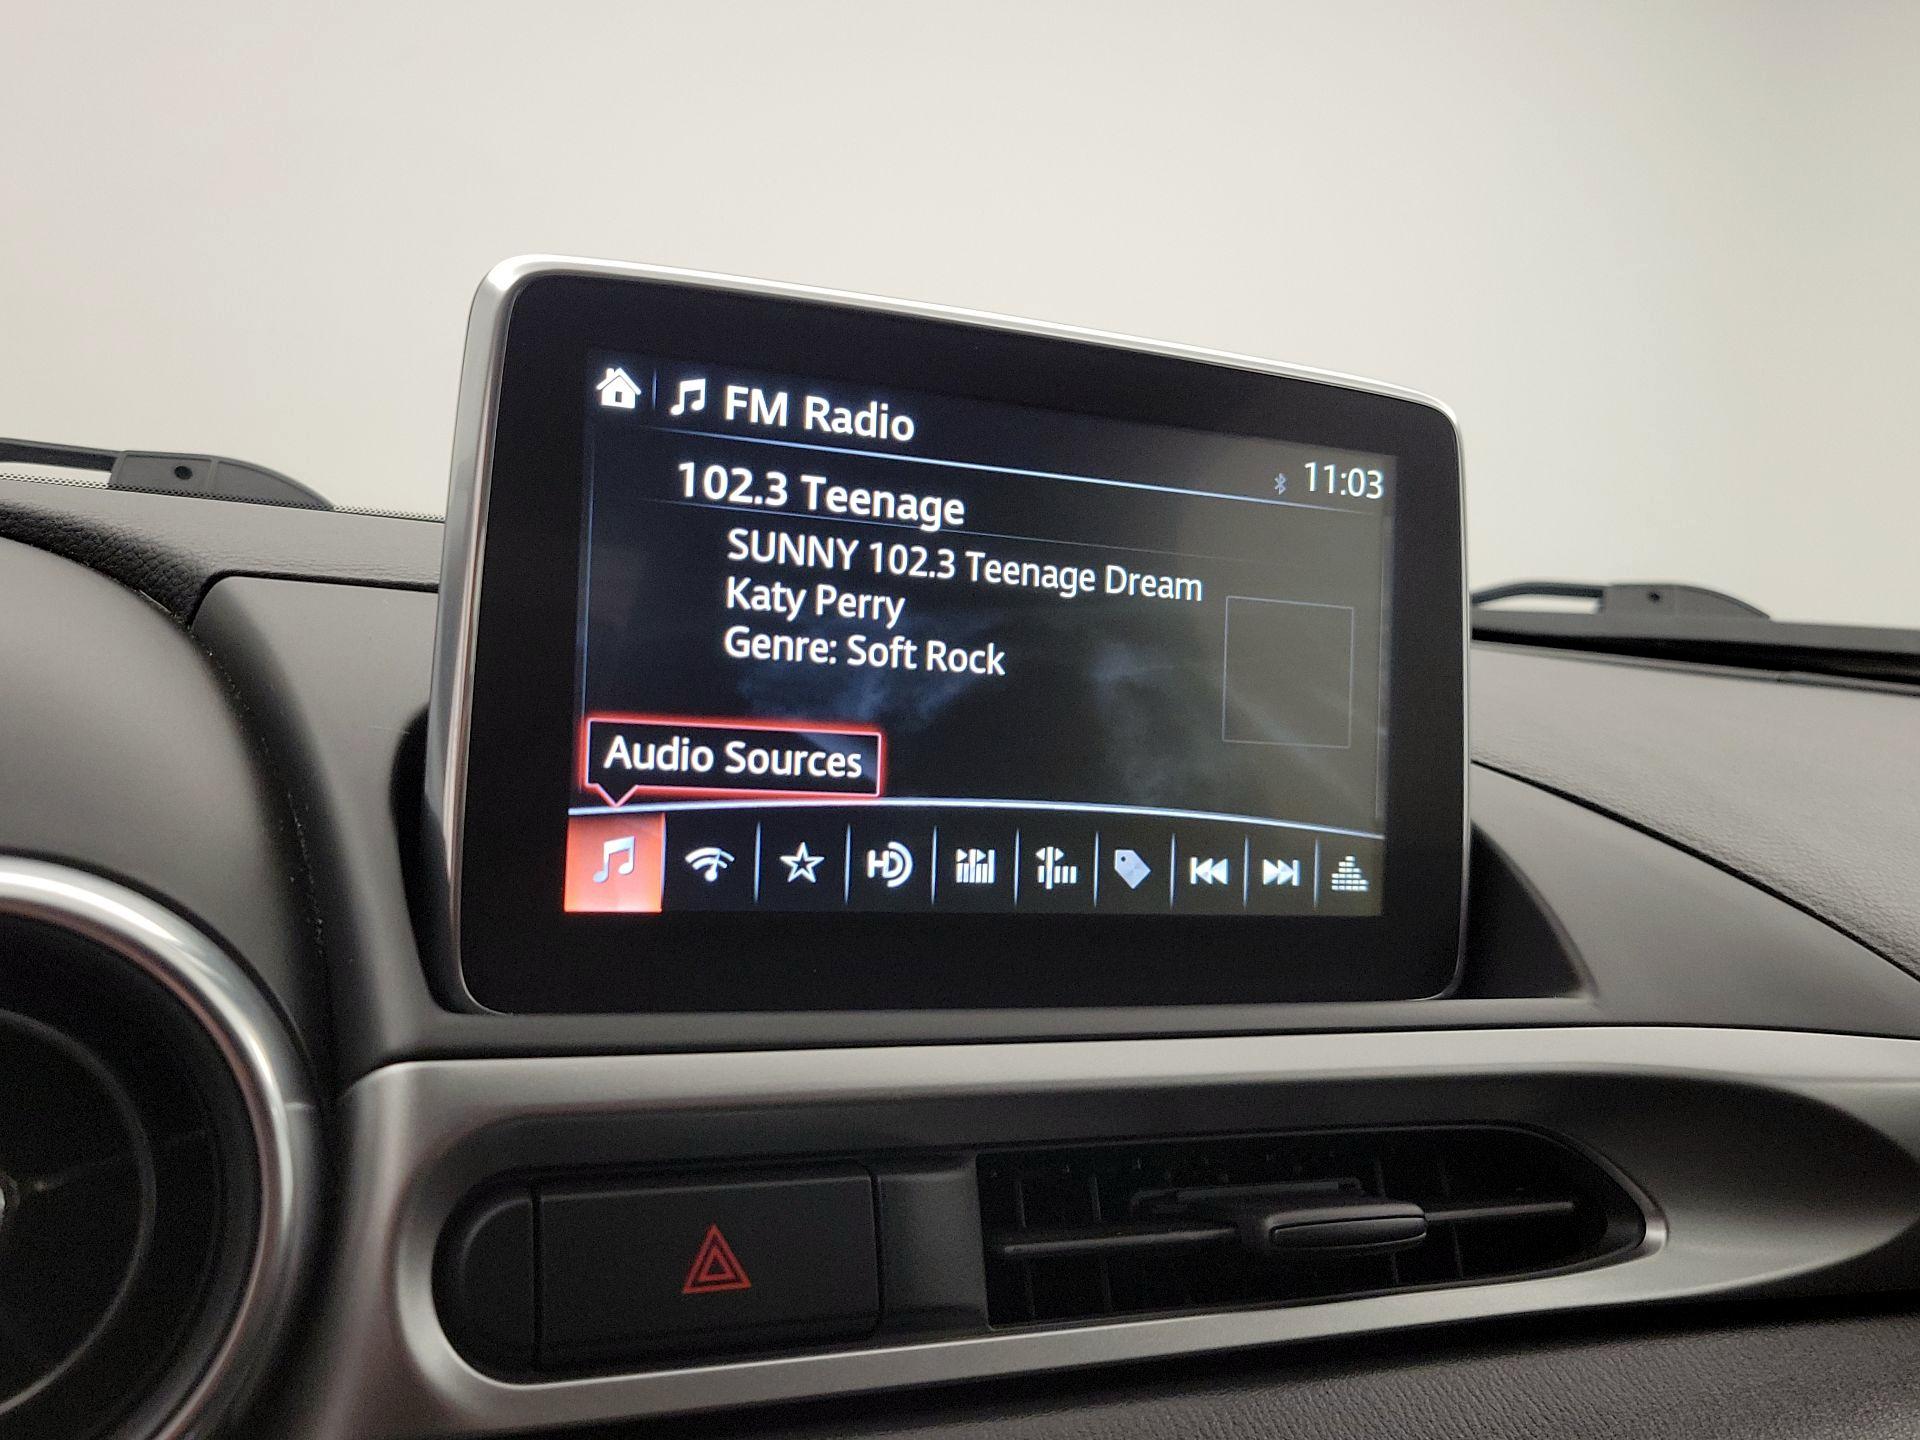 FM Radio
11:03
102.3 Teenage
SUNNY 102.3 Teenage Dream
Katy Perry
Genre: Soft Rock
Audio Sources
HD